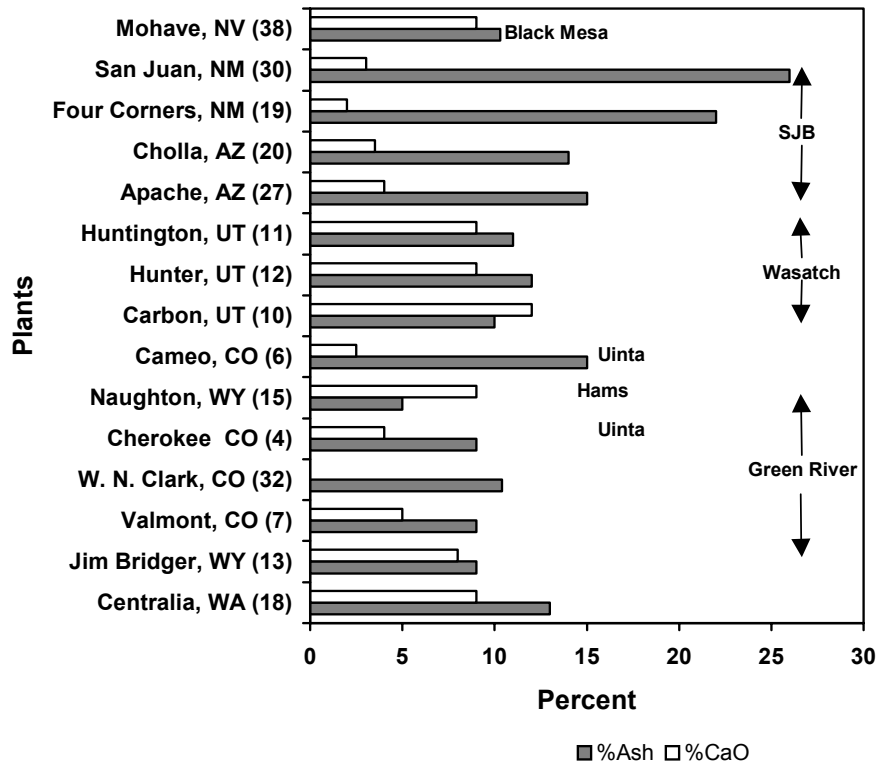 Mohave, NV (38)
Black Mesa
San Juan, NM (30)
Four Corners, NM (19)
SJB
Cholla, AZ (20)
Apache, AZ (27)
Huntington, UT (11)
Hunter, UT (12)
Wasatch
Carbon, UT (10)
Cameo, CO (6)
Uinta
Naughton, WY (15)
Hams
Cherokee  CO (4)
Uinta
W. N. Clark, CO (32)
Green River
Valmont, CO (7)
Jim Bridger, WY (13)
Centralia, WA (18)
Plants
0 5 10 15 20 25 30
Percent
%Ash %CaO